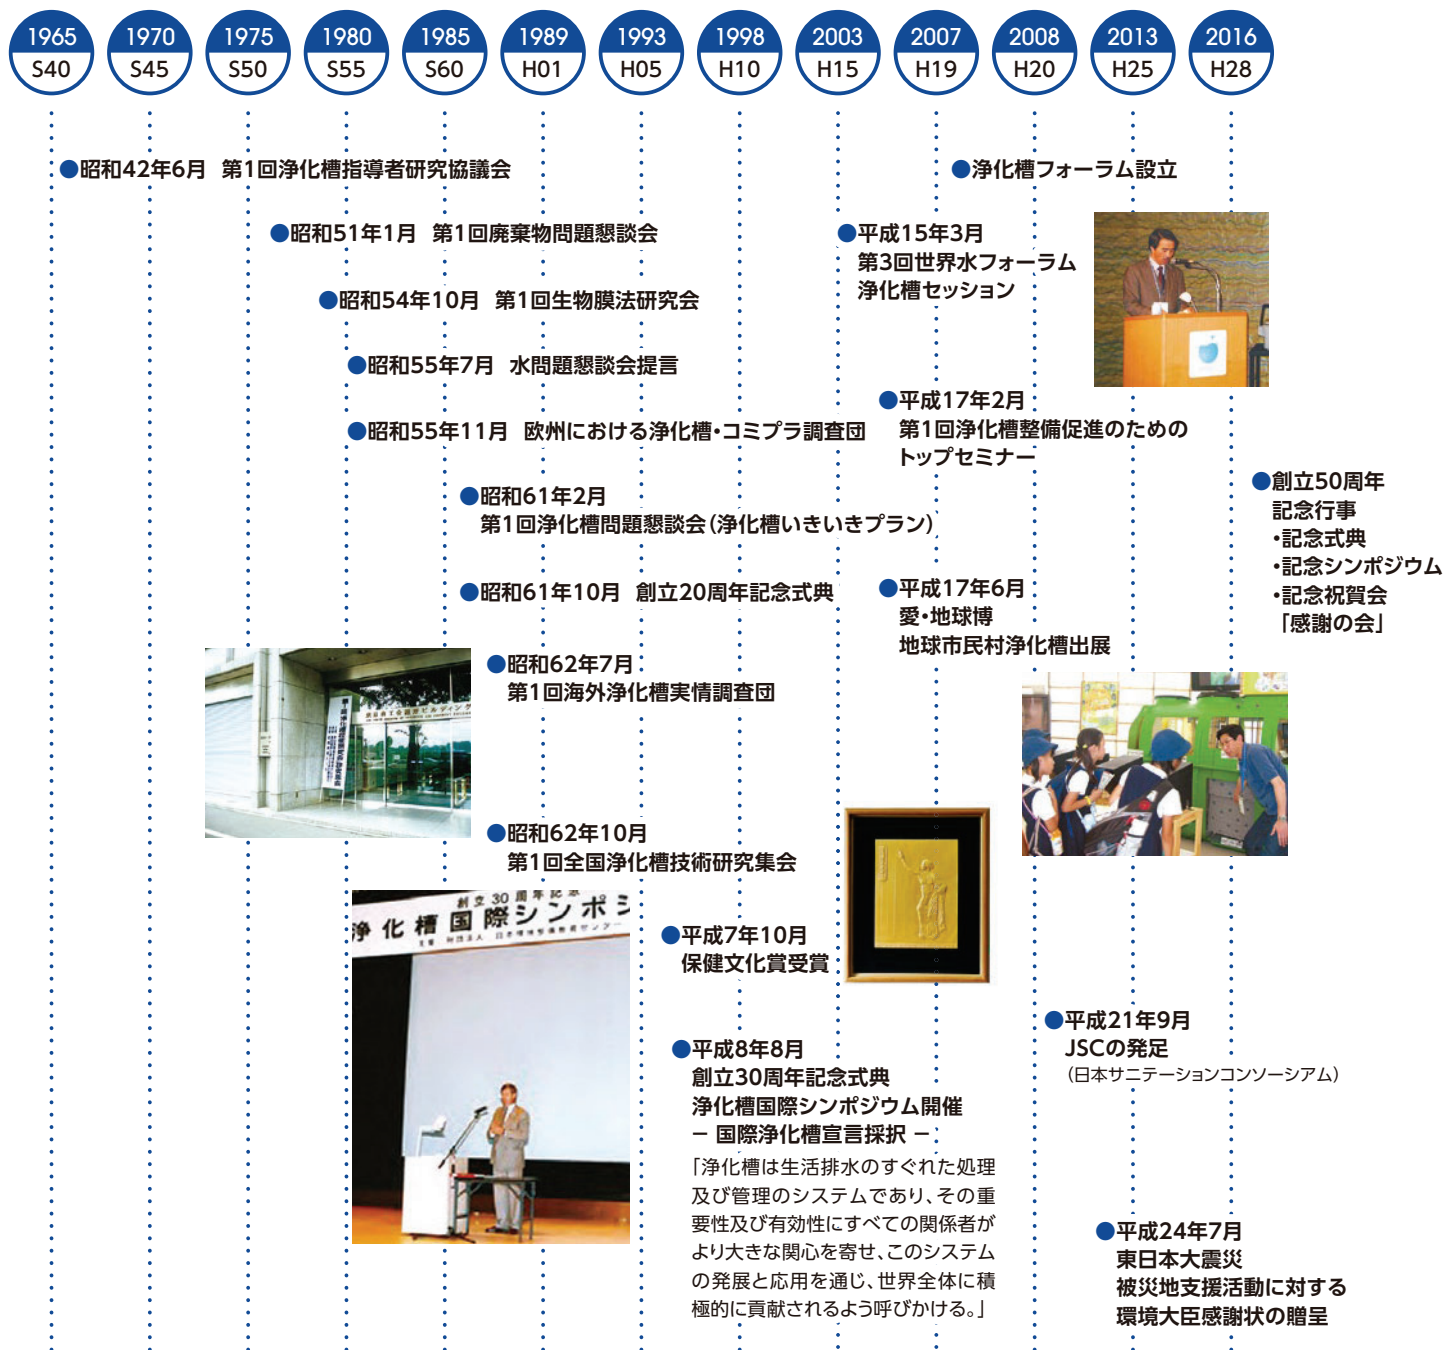 1965
S40
1970
S45
1975
S50
1980
S55
1985
S60
1989
H01
1993
H05
1998
H10
2003
H15
2007
H19
2008
H20
2013
H25
2016
H28
●昭和42年6月 第1回浄化槽指導者研究協議会
●昭和51年1月 第1回廃棄物問題懇談会
●昭和54年10月 第1回生物膜法研究会
●昭和55年7月 水問題懇談会提言
●昭和55年11月 欧州における浄化槽・コミプラ調査団
●昭和61年2月
第1回浄化槽問題懇談会（浄化槽いきいきプラン）
●昭和61年10月 創立20周年記念式典
●昭和62年7月
第1回海外浄化槽実情調査団
●昭和62年10月
第1回全国浄化槽技術研究集会
創立30周年記念
浄化槽国際シンポジ
●平成7年10月
保健文化賞受賞
●平成8年8月
創立30周年記念式典
浄化槽国際シンポジウム開催
− 国際浄化槽宣言採択 −
「浄化槽は生活排水のすぐれた処理
及び管理のシステムであり、その重
要性及び有効性にすべての関係者が
より大きな関心を寄せ、このシステム
の発展と応用を通じ、世界全体に積
極的に貢献されるよう呼びかける。」
●平成15年3月
第3回世界水フォーラム
浄化槽セッション
●平成17年2月
第1回浄化槽整備促進のための
トップセミナー
●平成17年6月
愛・地球博
地球市民村浄化槽出展
●浄化槽フォーラム設立
●平成21年9月
JSCの発足
（日本サニテーションコンソーシアム）
●平成24年7月
東日本大震災
被災地支援活動に対する
環境大臣感謝状の贈呈
●創立50周年
記念行事
・記念式典
・記念シンポジウム
・記念祝賀会
「感謝の会」